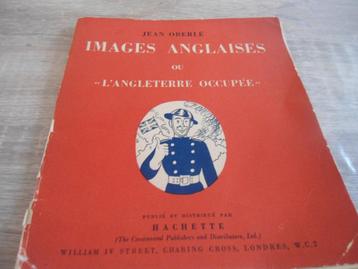 JEAN OBERLÉ
IMAGES ANGLAISES
OU
"L'ANGLETERRE OCCUPÉE"
PUBLIÉ ET DISTRIBUÉ PAR
HACHETTE
(The Continental Publishers and Distributors, Ltd.)
WILLIAM IV STREET, CHARING CROSS, LONDRES, W.C.2